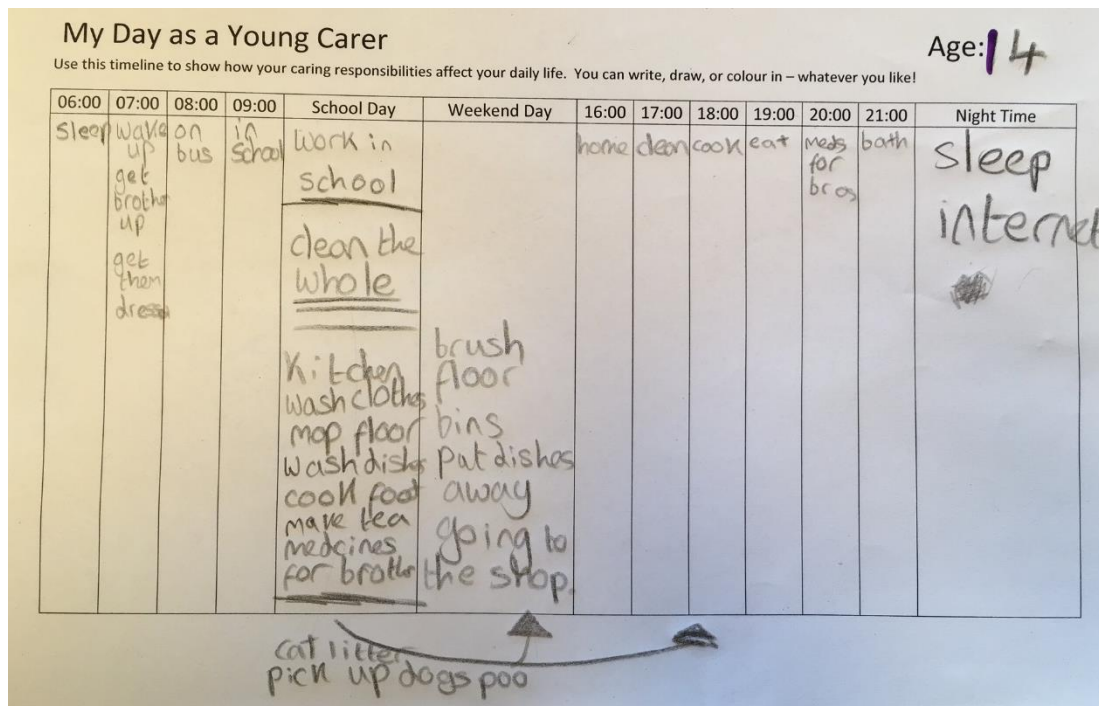 My Day as a Young Carer
Age: 14
Use this timeline to show how your caring responsibilities affect your daily life. You can write, draw, or colour in – whatever you like!
06:00 07:00 08:00 09:00 School Day Weekend Day 16:00 17:00 18:00 19:00 20:00 21:00 Night Time
sleep
wake
up
get
brothe
up
get
them
dress
on
bus
in
school
Work in
school
clean the
whole
Kitchen
wash clothes
mop floor
wash dishes
cook foot
make tea
medcines
for brothe
brush
floor
bins
pat dishes
away
going to
the shop.
home
clean
cook
eat
meds
for
bros
bath
sleep
internet
cat litter
pick up dogs poo